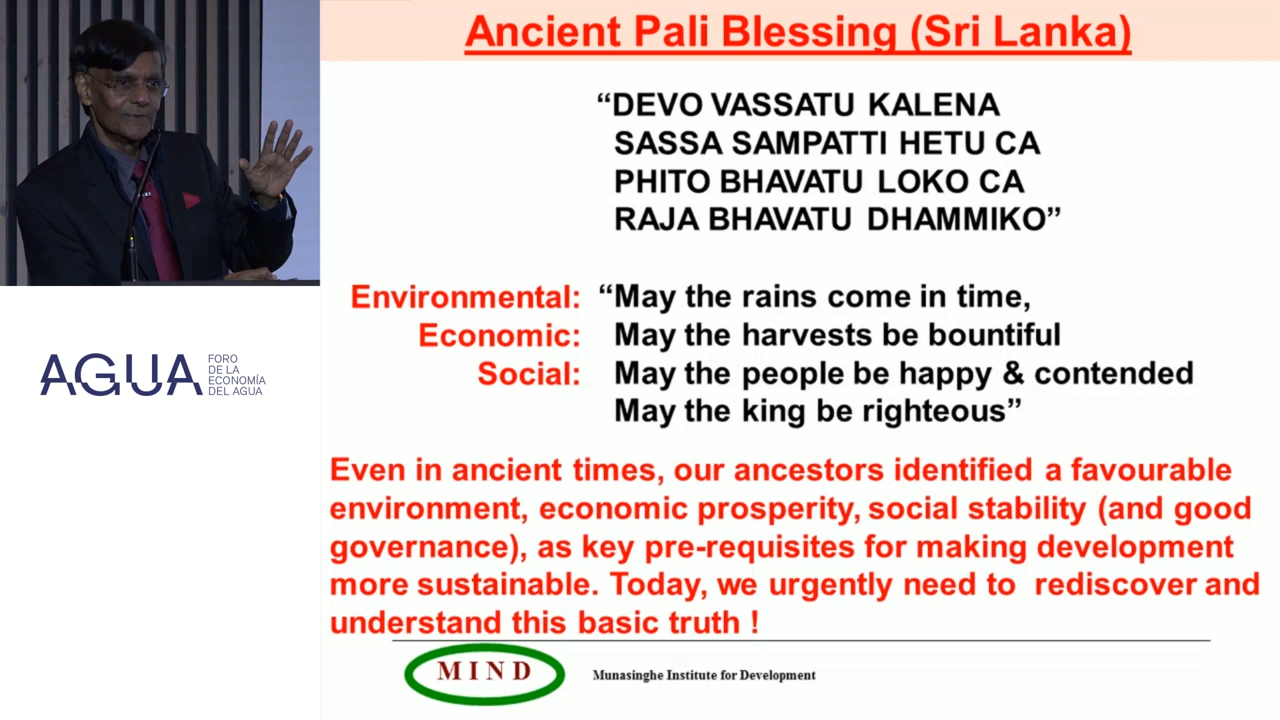 Ancient Pali Blessing (Sri Lanka)
“DEVO VASSATU KALENA
SASSA SAMPATTI HETU CA
PHITO BHAVATU LOKO CA
RAJA BHAVATU DHAMMIKO”
Environmental: “May the rains come in time,
Economic: May the harvests be bountiful
Social: May the people be happy & contended
May the king be righteous”
Even in ancient times, our ancestors identified a favourable
environment, economic prosperity, social stability (and good
governance), as key pre-requisites for making development
more sustainable. Today, we urgently need to rediscover and
understand this basic truth !
MIND
Munasinghe Institute for Development
AGUA
FORO
DE LA
ECONOMÍA
DEL AGUA